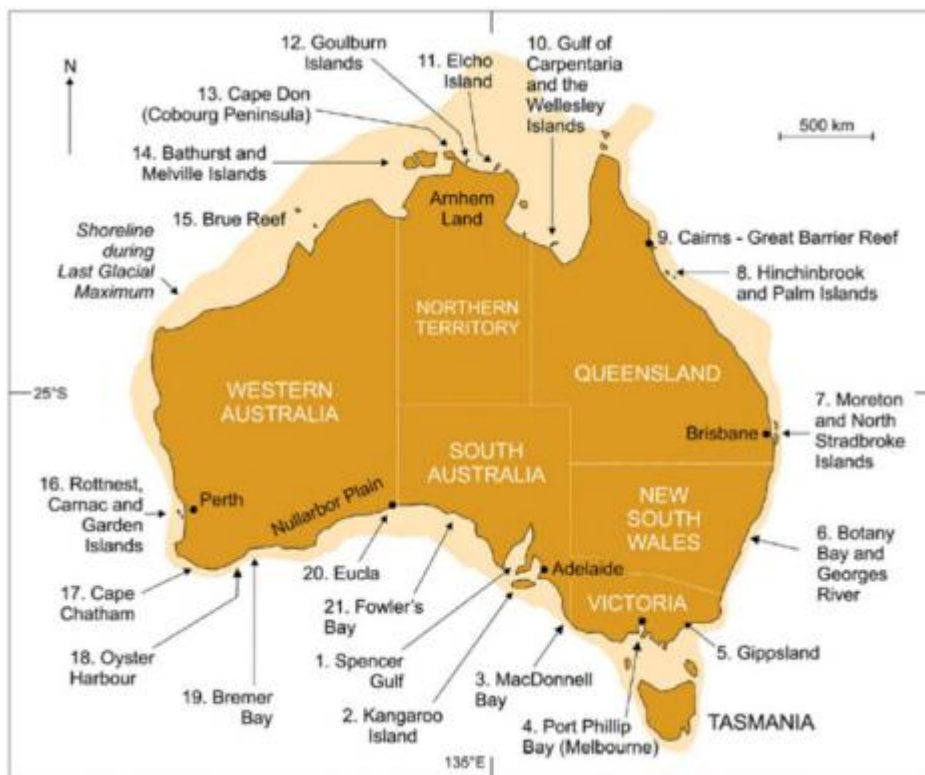 12. Goulburn
Islands
11. Elcho
Island
10. Gulf of
Carpentaria
and the
Wellesley
Islands
N
13. Cape Don
(Cobourg Peninsula)
500 km
14. Bathurst and
Melville Islands
Arnhem
Land
15. Brue Reef
Shoreline
during
Last Glacial
Maximum
9. Cairns - Great Barrier Reef
8. Hinchinbrook
and Palm Islands
NORTHERN
TERRITORY
25°S
WESTERN
AUSTRALIA
QUEENSLAND
7. Moreton
and North
Stradbroke
Islands
Brisbane
SOUTH
AUSTRALIA
16. Rottnest,
Carnac and
Garden
Islands
Perth
Nullarbor Plain
NEW
SOUTH
WALES
6. Botany
Bay and
Georges
River
20. Eucla
Adelaide
17. Cape
Chatham
21. Fowler's
Bay
VICTORIA
18. Oyster
Harbour
1. Spencer
Gulf
3. MacDonnell
Bay
5. Gippsland
19. Bremer
Bay
2. Kangaroo
Island
4. Port Phillip
Bay (Melbourne)
TASMANIA
135°E